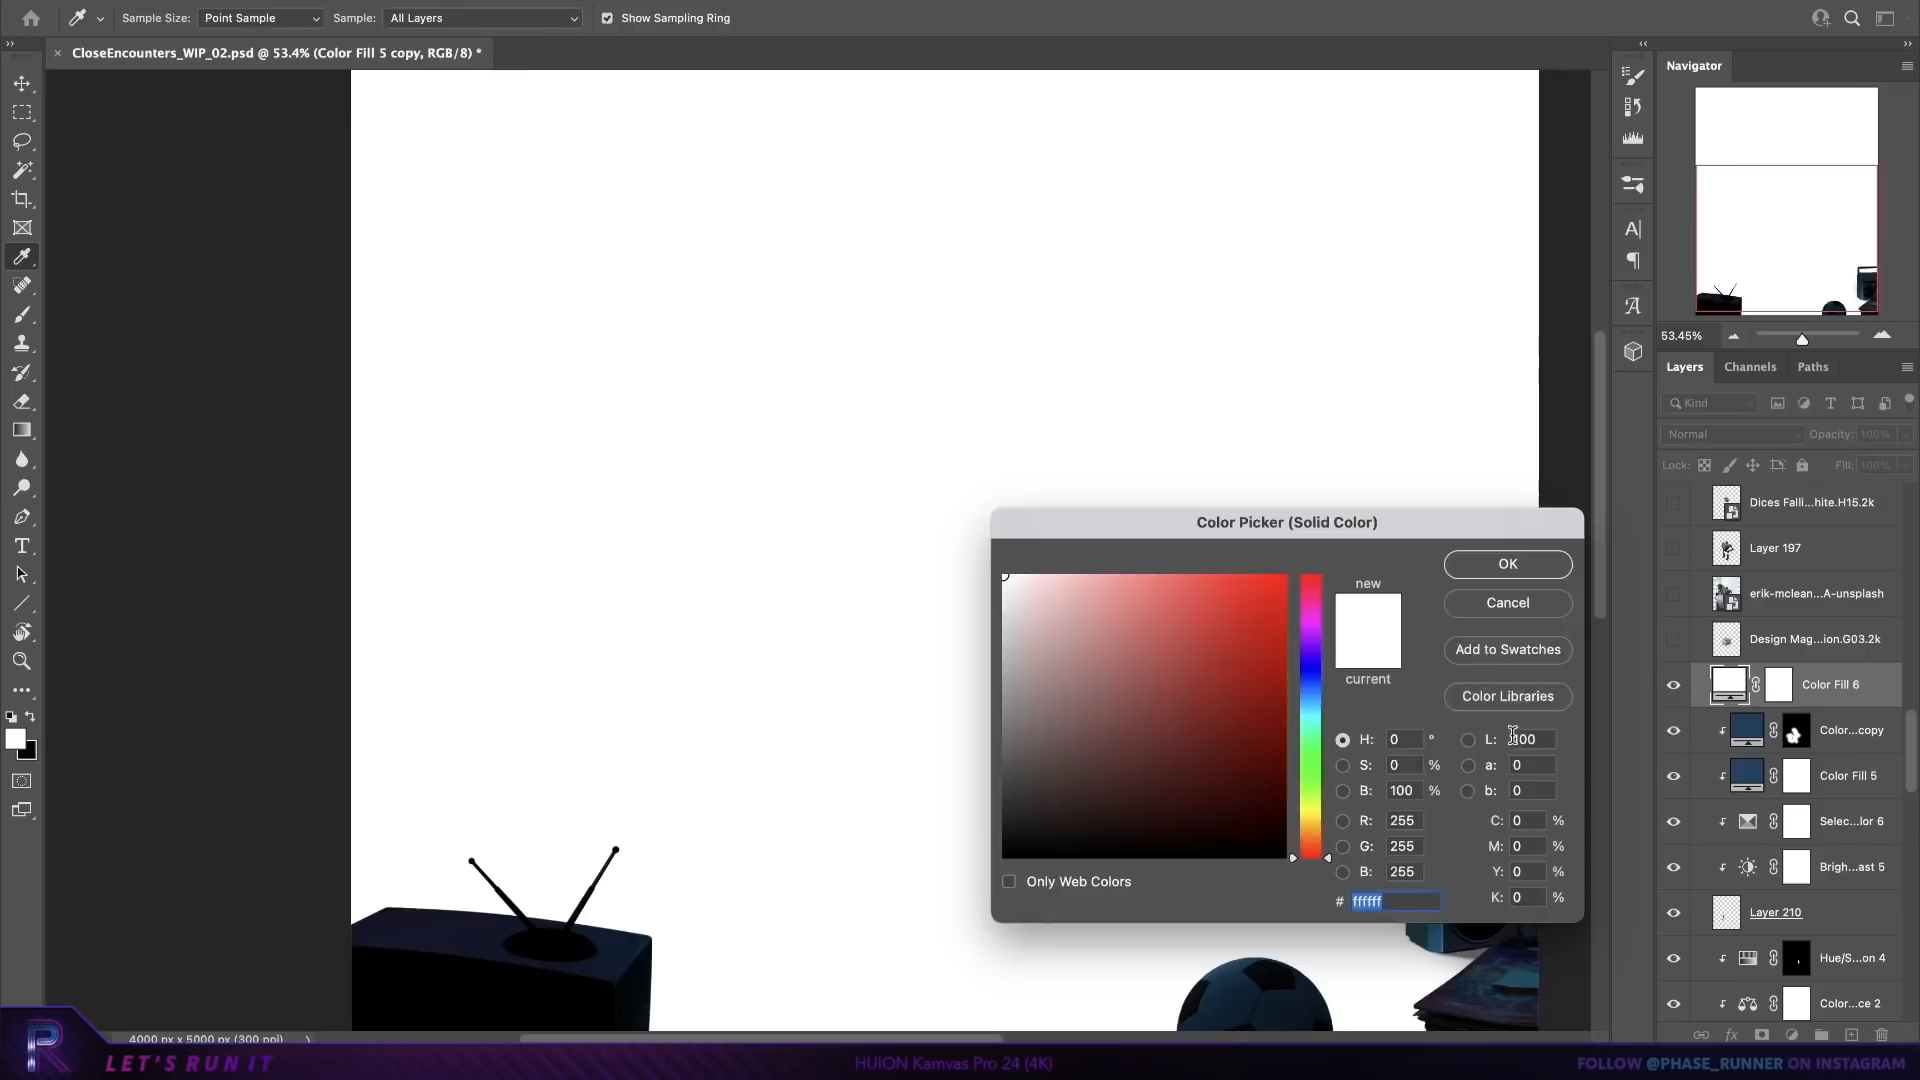 Sample Size: Point Sample Sample: All Layers Show Sampling Ring
× CloseEncounters_WIP_02.psd @ 53.4% (Color Fill 5 copy, RGB/8) *
Navigator
53.45%
Layers Channels Paths
Kind
Normal Opacity: 100%
Lock: Fill: 100%
Dices Falli...hite.H15.2k
Layer 197
erik-mclean...A-unsplash
Design Mag...ion.G03.2k
Color Fill 6
Color...copy
Color Fill 5
Selec...lor 6
Brigh...ast 5
Layer 210
Hue/S...on 4
Color...ce 2
Color Picker (Solid Color)
new
current
OK
Cancel
Add to Swatches
Color Libraries
H: 0 °
S: 0 %
B: 100 %
R: 255
G: 255
B: 255
# ffffff
L: 100
a: 0
b: 0
C: 0 %
M: 0 %
Y: 0 %
K: 0 %
Only Web Colors
4000 px x 5000 px (300 ppi)
R LET'S RUN IT
HUION Kamvas Pro 24 (4K)
FOLLOW @PHASE_RUNNER ON INSTAGRAM